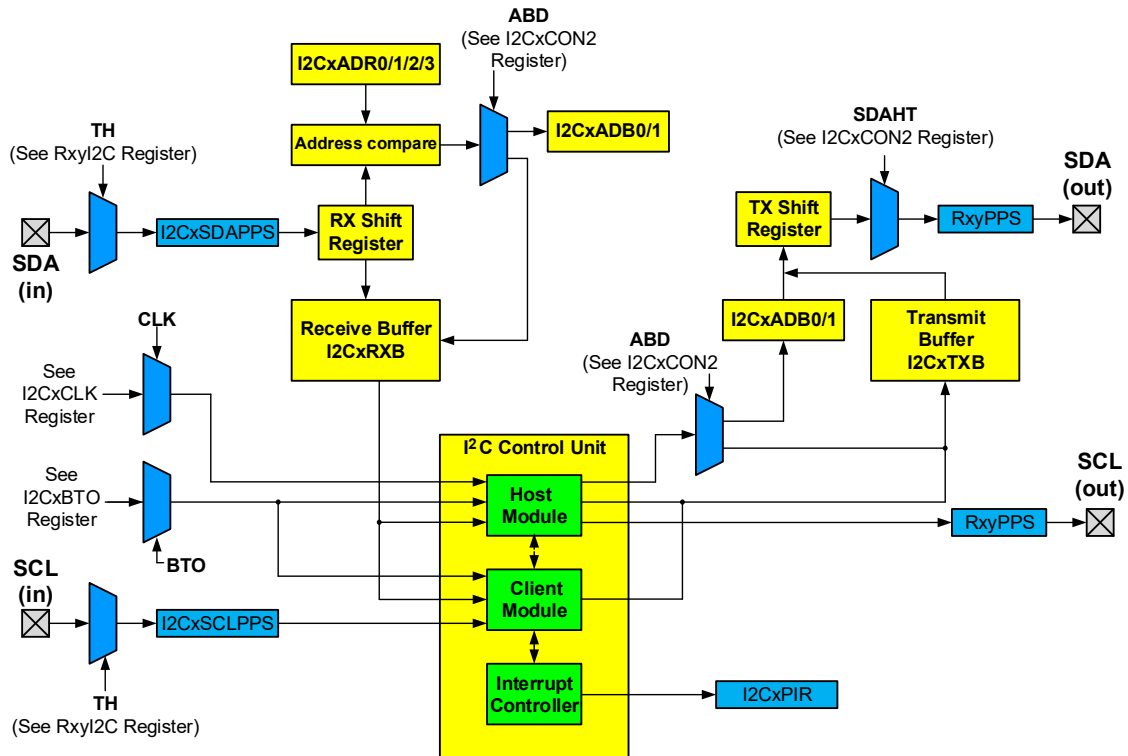 ABD
(See I2CxCON2
Register)
I2CxADR0/1/2/3
TH
(See RxyI2C Register)
Address compare
I2CxADB0/1
SDAHT
(See I2CxCON2 Register)
SDA
(out)
I2CxSDAPPS
RX Shift
Register
TX Shift
Register
RxyPPS
SDA
(in)
CLK
Receive Buffer
I2CxRXB
I2CxADB0/1
Transmit
Buffer
I2CxTXB
See
I2CxCLK
Register
ABD
(See I2CxCON2
Register)
I²C Control Unit
See
I2CxBTO
Register
Host
Module
SCL
(out)
RxyPPS
BTO
SCL
(in)
Client
Module
I2CxSCLPPS
TH
(See RxyI2C Register)
Interrupt
Controller
I2CxPIR